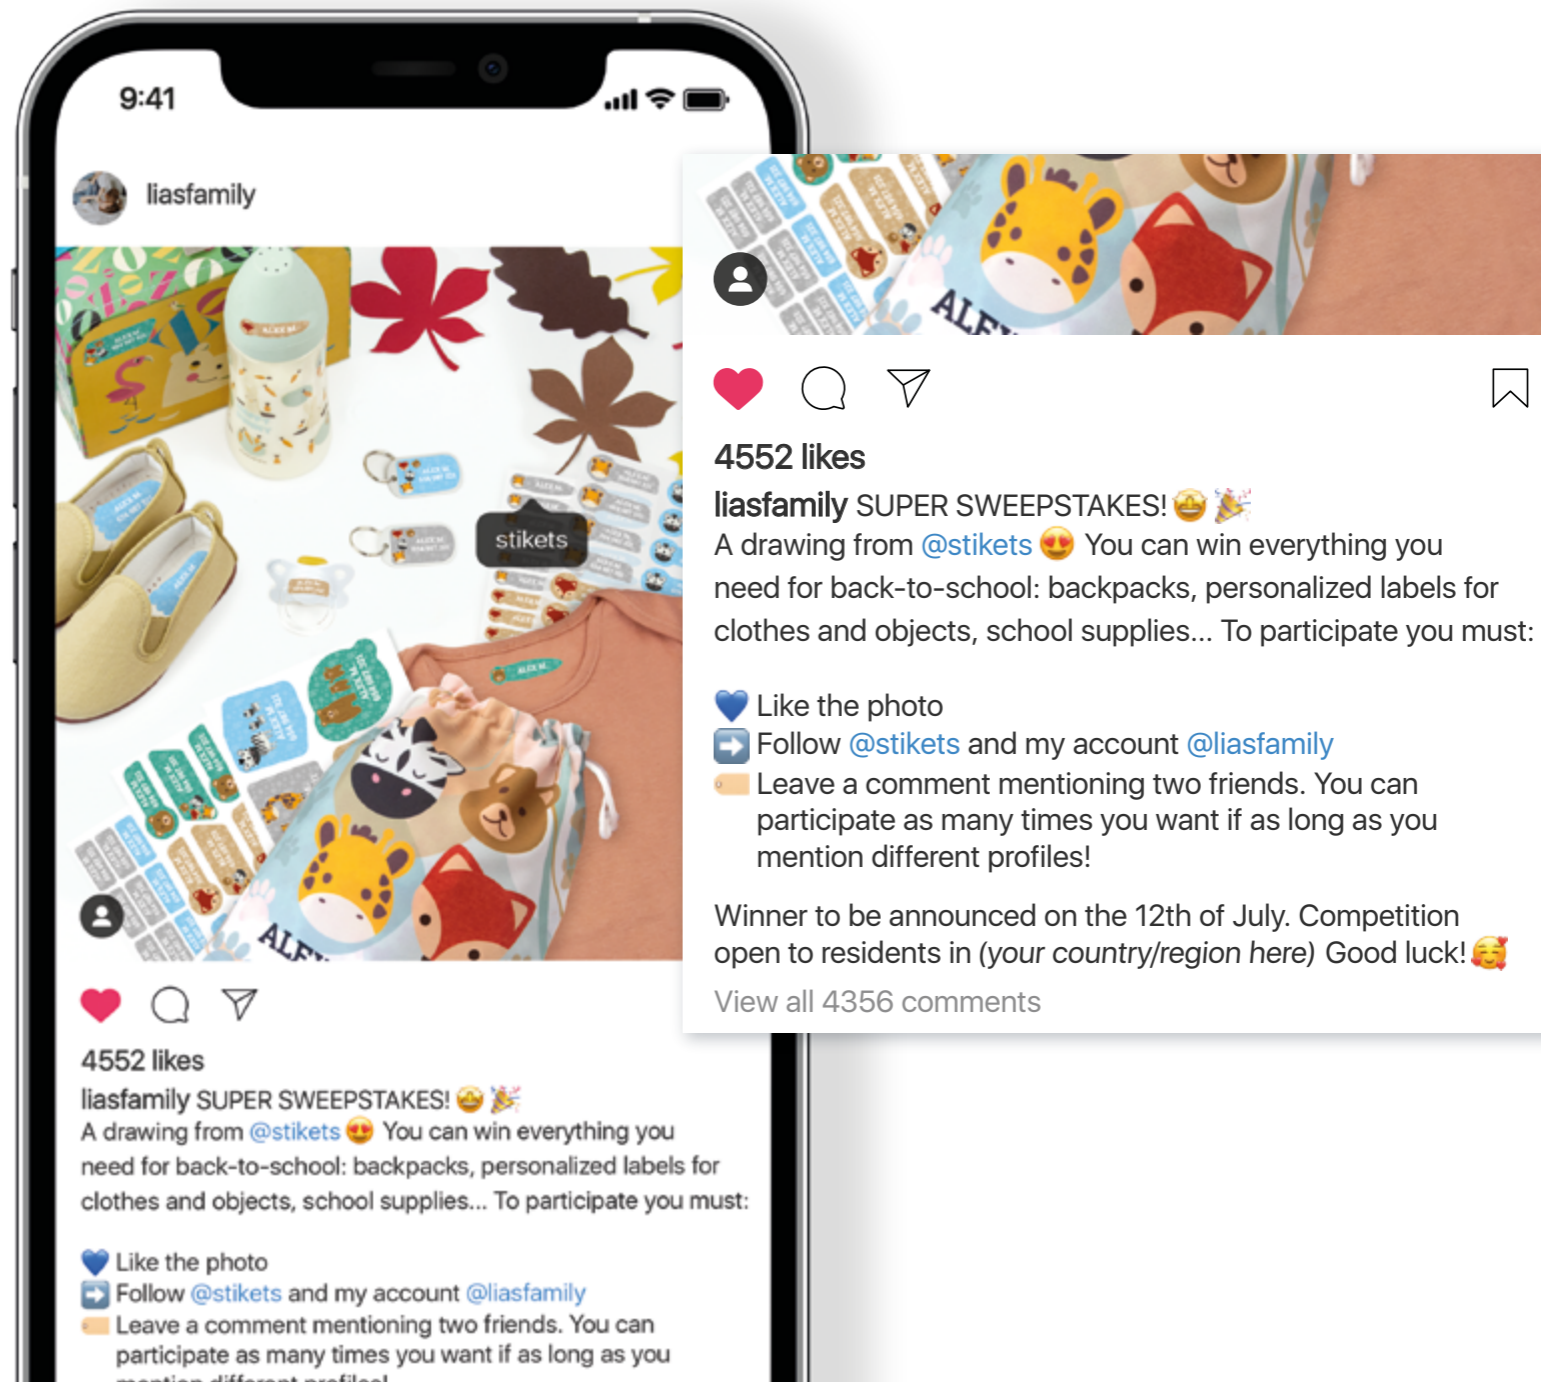 9:41
liasfamily
ALEX M.
stikets
ALEX M.
4552 likes
liasfamily SUPER SWEEPSTAKES! 🤩 🎉
A drawing from @stikets 😍 You can win everything you
need for back-to-school: backpacks, personalized labels for
clothes and objects, school supplies... To participate you must:
💙 Like the photo
➡️ Follow @stikets and my account @liasfamily
🏷️ Leave a comment mentioning two friends. You can
participate as many times you want if as long as you
4552 likes
liasfamily SUPER SWEEPSTAKES! 🤩 🎉
A drawing from @stikets 😍 You can win everything you
need for back-to-school: backpacks, personalized labels for
clothes and objects, school supplies... To participate you must:
💙 Like the photo
➡️ Follow @stikets and my account @liasfamily
🏷️ Leave a comment mentioning two friends. You can
participate as many times you want if as long as you
mention different profiles!
Winner to be announced on the 12th of July. Competition
open to residents in (your country/region here) Good luck! 🥰
View all 4356 comments